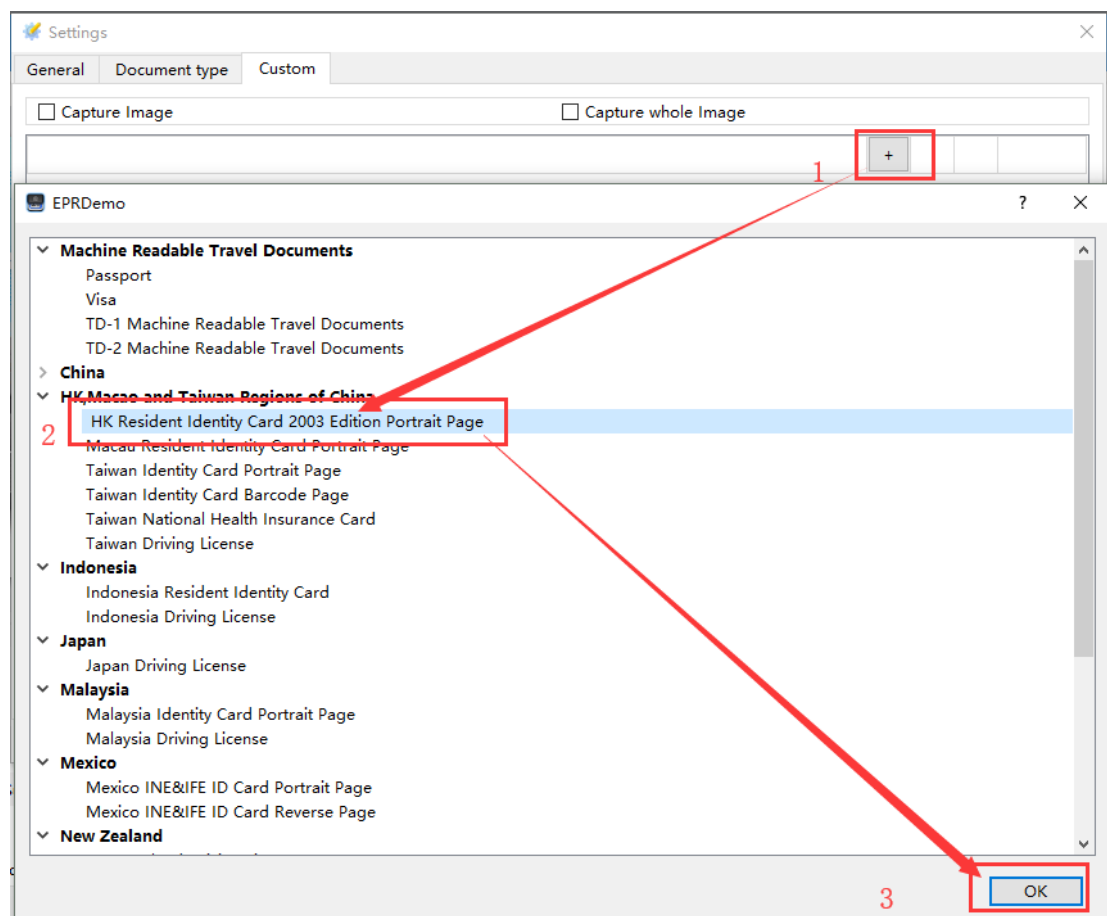 Settings
General Document type Custom
Capture Image Capture whole Image
+
1
EPRDemo ?
Machine Readable Travel Documents
Passport
Visa
TD-1 Machine Readable Travel Documents
TD-2 Machine Readable Travel Documents
China
HK,Macao and Taiwan Regions of China
HK Resident Identity Card 2003 Edition Portrait Page
2
Macau Resident Identity Card Portrait Page
Taiwan Identity Card Portrait Page
Taiwan Identity Card Barcode Page
Taiwan National Health Insurance Card
Taiwan Driving License
Indonesia
Indonesia Resident Identity Card
Indonesia Driving License
Japan
Japan Driving License
Malaysia
Malaysia Identity Card Portrait Page
Malaysia Driving License
Mexico
Mexico INE&IFE ID Card Portrait Page
Mexico INE&IFE ID Card Reverse Page
New Zealand
OK
3